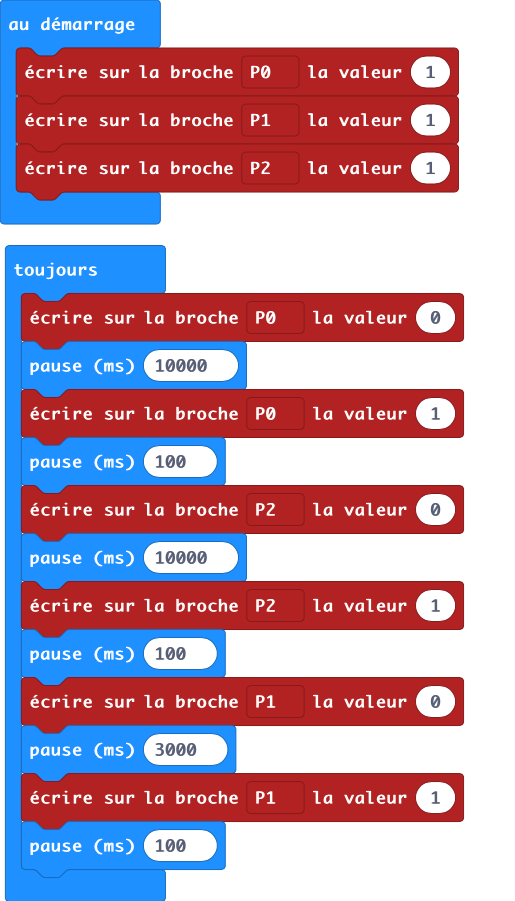 au démarrage
écrire sur la broche P0 la valeur 1
écrire sur la broche P1 la valeur 1
écrire sur la broche P2 la valeur 1
toujours
écrire sur la broche P0 la valeur 0
pause (ms) 10000
écrire sur la broche P0 la valeur 1
pause (ms) 100
écrire sur la broche P2 la valeur 0
pause (ms) 10000
écrire sur la broche P2 la valeur 1
pause (ms) 100
écrire sur la broche P1 la valeur 0
pause (ms) 3000
écrire sur la broche P1 la valeur 1
pause (ms) 100